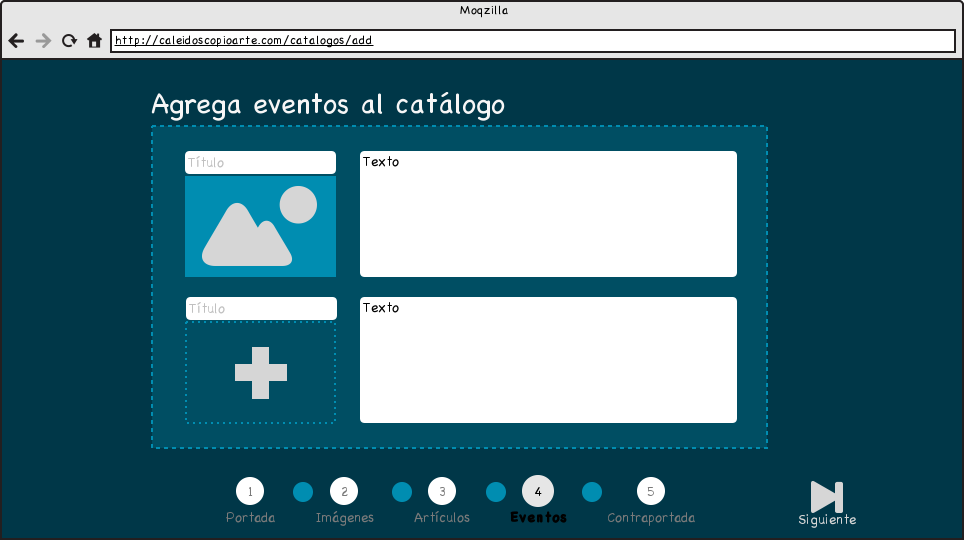 Moqzilla
http://caleidoscopioarte.com/catalogos/add
Agrega eventos al catálogo
Título
Texto
Título
Texto
1 2 3 4 5
Portada Imágenes Artículos Eventos Contraportada
Siguiente